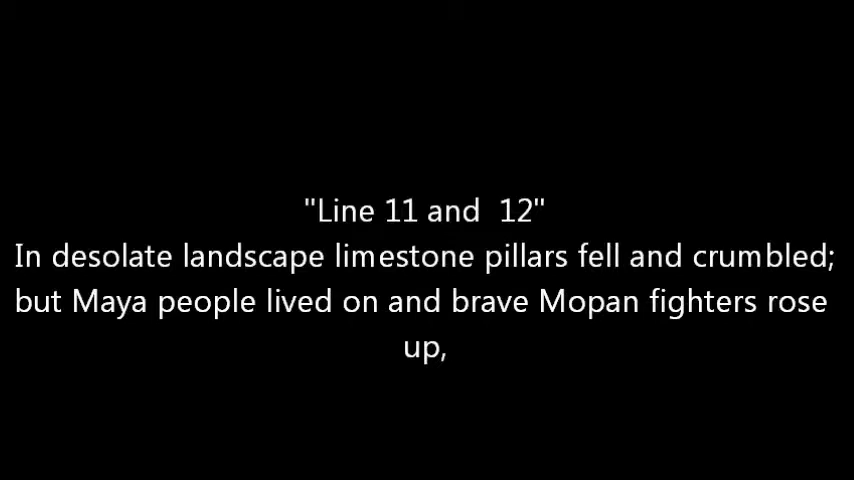 "Line 11 and  12"
In desolate landscape limestone pillars fell and crumbled;
but Maya people lived on and brave Mopan fighters rose
up,